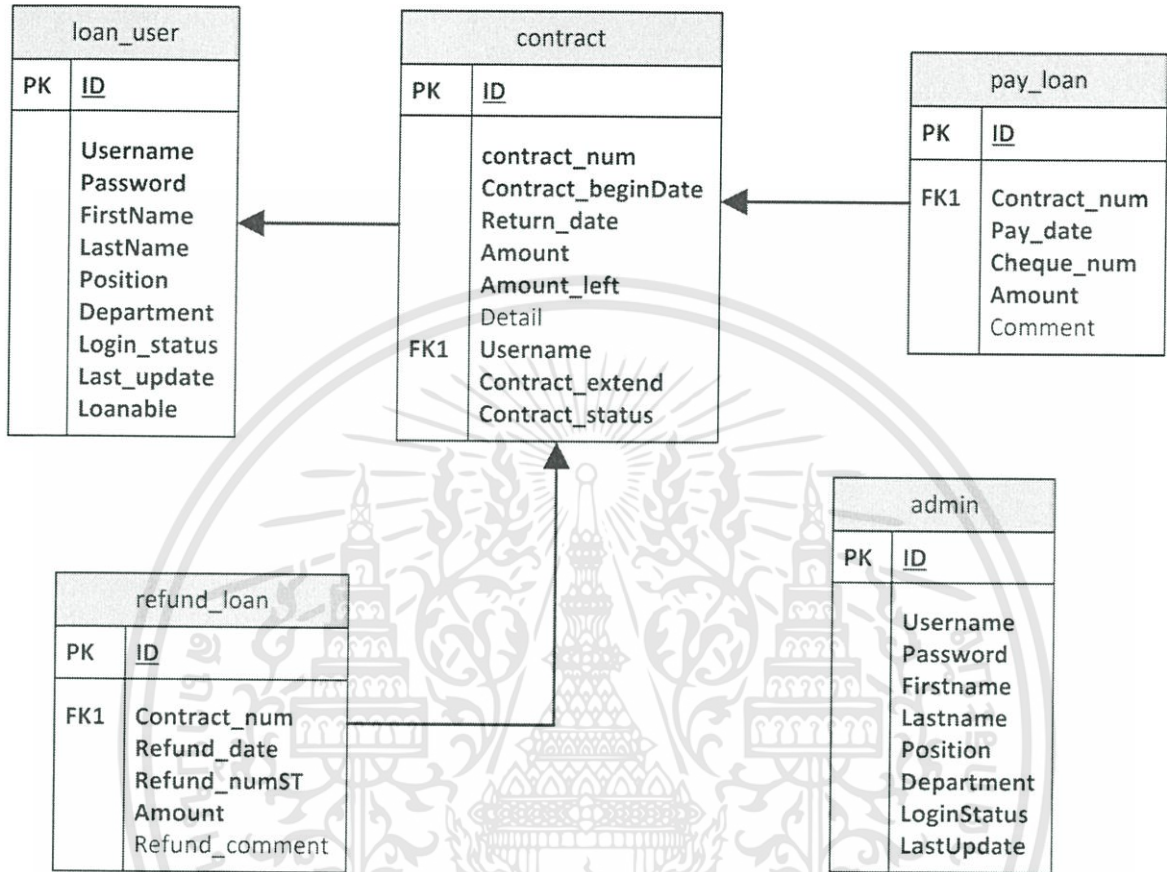 loan_user
PK ID
Username
Password
FirstName
LastName
Position
Department
Login_status
Last_update
Loanable
contract
PK ID
contract_num
Contract_beginDate
Return_date
Amount
Amount_left
Detail
FK1 Username
Contract_extend
Contract_status
pay_loan
PK ID
FK1 Contract_num
Pay_date
Cheque_num
Amount
Comment
refund_loan
PK ID
FK1 Contract_num
Refund_date
Refund_numST
Amount
Refund_comment
admin
PK ID
Username
Password
Firstname
Lastname
Position
Department
LoginStatus
LastUpdate